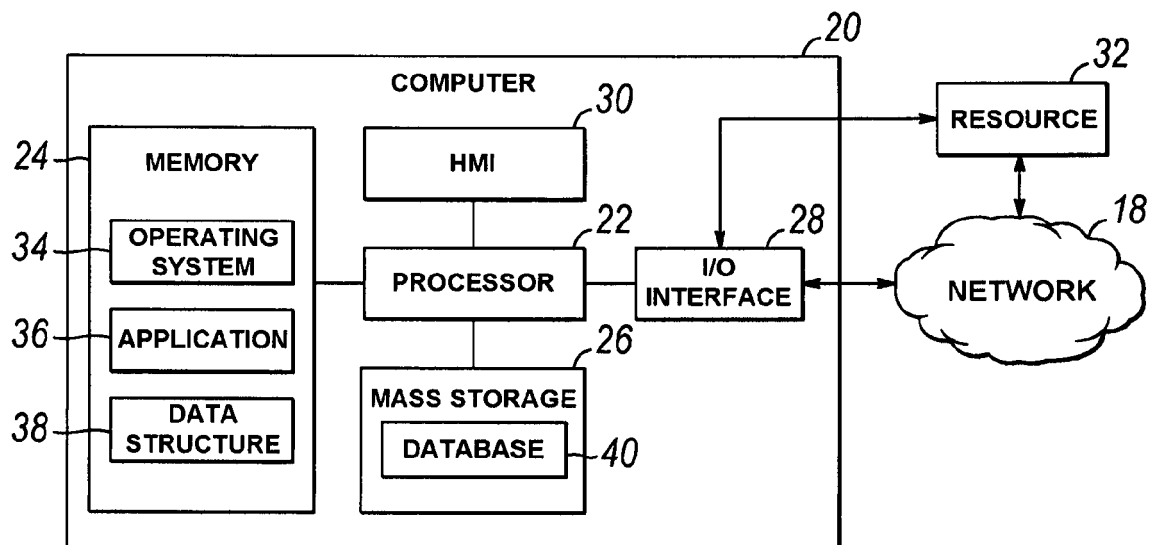 20
COMPUTER
32
RESOURCE
30
HMI
24
MEMORY
34
OPERATING
SYSTEM
22
PROCESSOR
28
I/O
INTERFACE
18
NETWORK
36
APPLICATION
26
MASS STORAGE
38
DATA
STRUCTURE
DATABASE
40